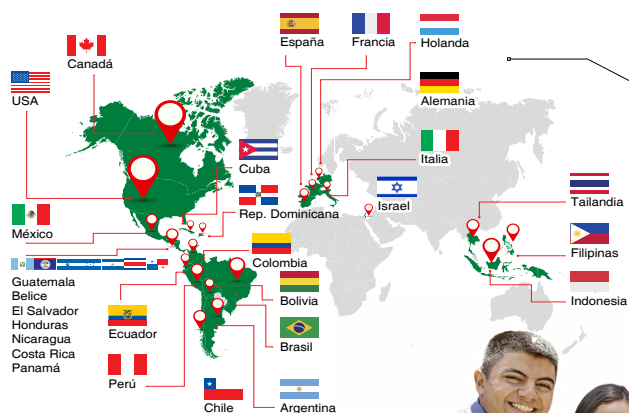 España
Francia
Holanda
Canadá
USA
Alemania
Italia
Cuba
Israel
Tailandia
México
Rep. Dominicana
Colombia
Filipinas
Guatemala
Belice
El Salvador
Honduras
Nicaragua
Costa Rica
Panamá
Ecuador
Bolivia
Indonesia
Perú
Brasil
Chile
Argentina